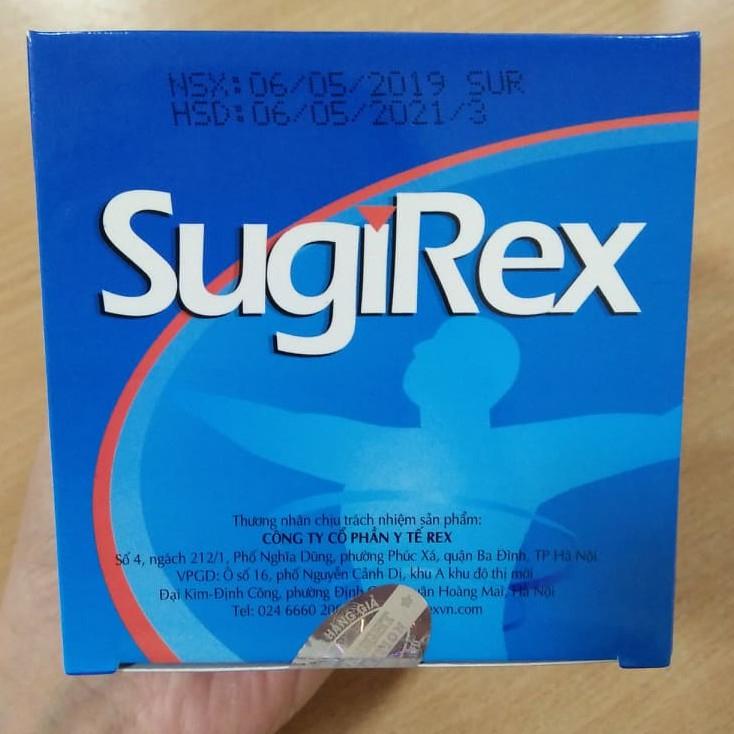 NSX:06/05/2019 SUR
HSD:06/05/2021/3
SugiRex
Thương nhân chịu trách nhiệm sản phẩm:
CÔNG TY CỔ PHẦN Y TẾ REX
Số 4, ngách 212/1, Phố Nghĩa Dũng, phường Phúc Xá, quận Ba Đình, TP Hà Nội
VPGD: Ô số 16, phố Nguyễn Cảnh Dị, khu A khu đô thị mới
Đại Kim-Định Công, phường Định Hoàng Mai, Hà Nội
Tel: 024 6660
HÀNG GIẢ